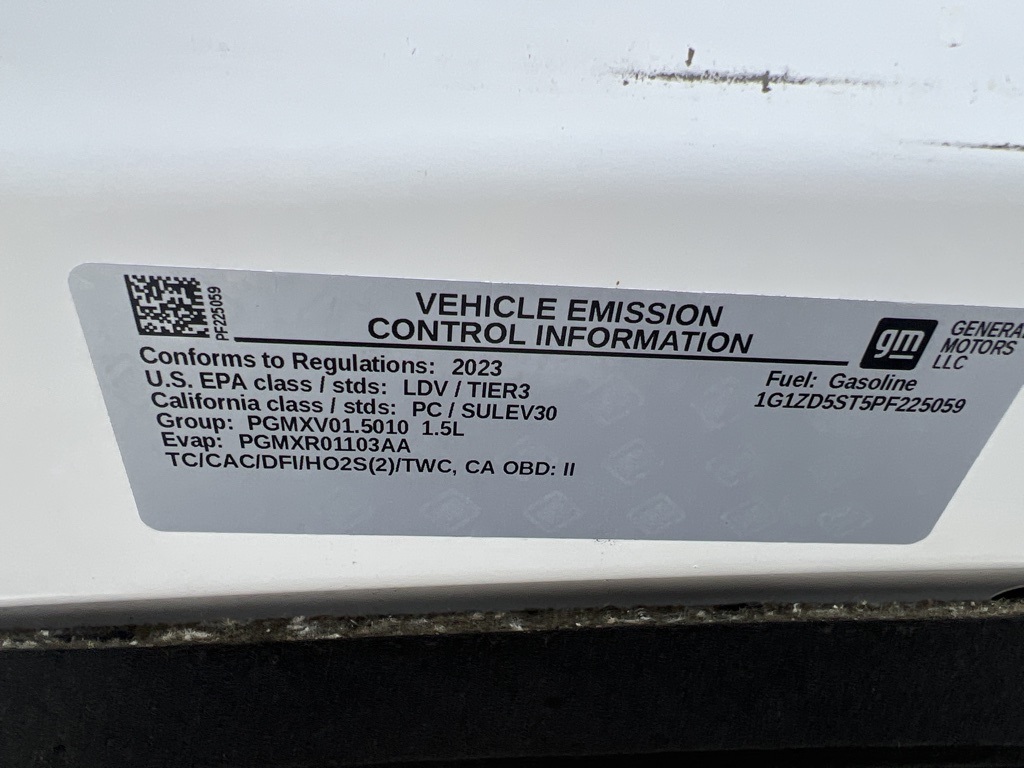 PF225059
VEHICLE EMISSION
CONTROL INFORMATION
gm
GENERAL
MOTORS
LLC
Conforms to Regulations: 2023
U.S. EPA class / stds: LDV / TIER3
California class / stds: PC / SULEV30
Group: PGMXV01.5010 1.5L
Evap: PGMXR01103AA
TC/CAC/DFI/HO2S(2)/TWC, CA OBD: II
Fuel: Gasoline
1G1ZD5ST5PF225059